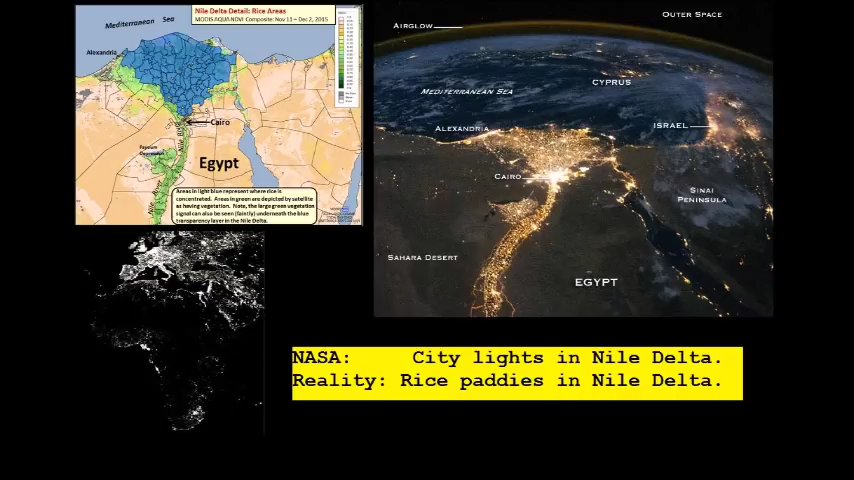 Nile Delta Detail: Rice Areas
MODIS AQUA NDVI Composite: Nov 11 – Dec 2, 2015
Mediterranean Sea
Alexandria
Cairo
Nile River
Fayoum
Depression
Egypt
Areas in light blue represent where rice is
concentrated. Areas in green are depicted by satellite
as having vegetation. Note, the large green vegetation
signal can also be seen (faintly) underneath the blue
transparency layer in the Nile Delta.
OUTER SPACE
AIRGLOW
CYPRUS
MEDITERRANEAN SEA
ISRAEL
ALEXANDRIA
CAIRO
SINAI
PENINSULA
SAHARA DESERT
EGYPT
NASA: City lights in Nile Delta.
Reality: Rice paddies in Nile Delta.